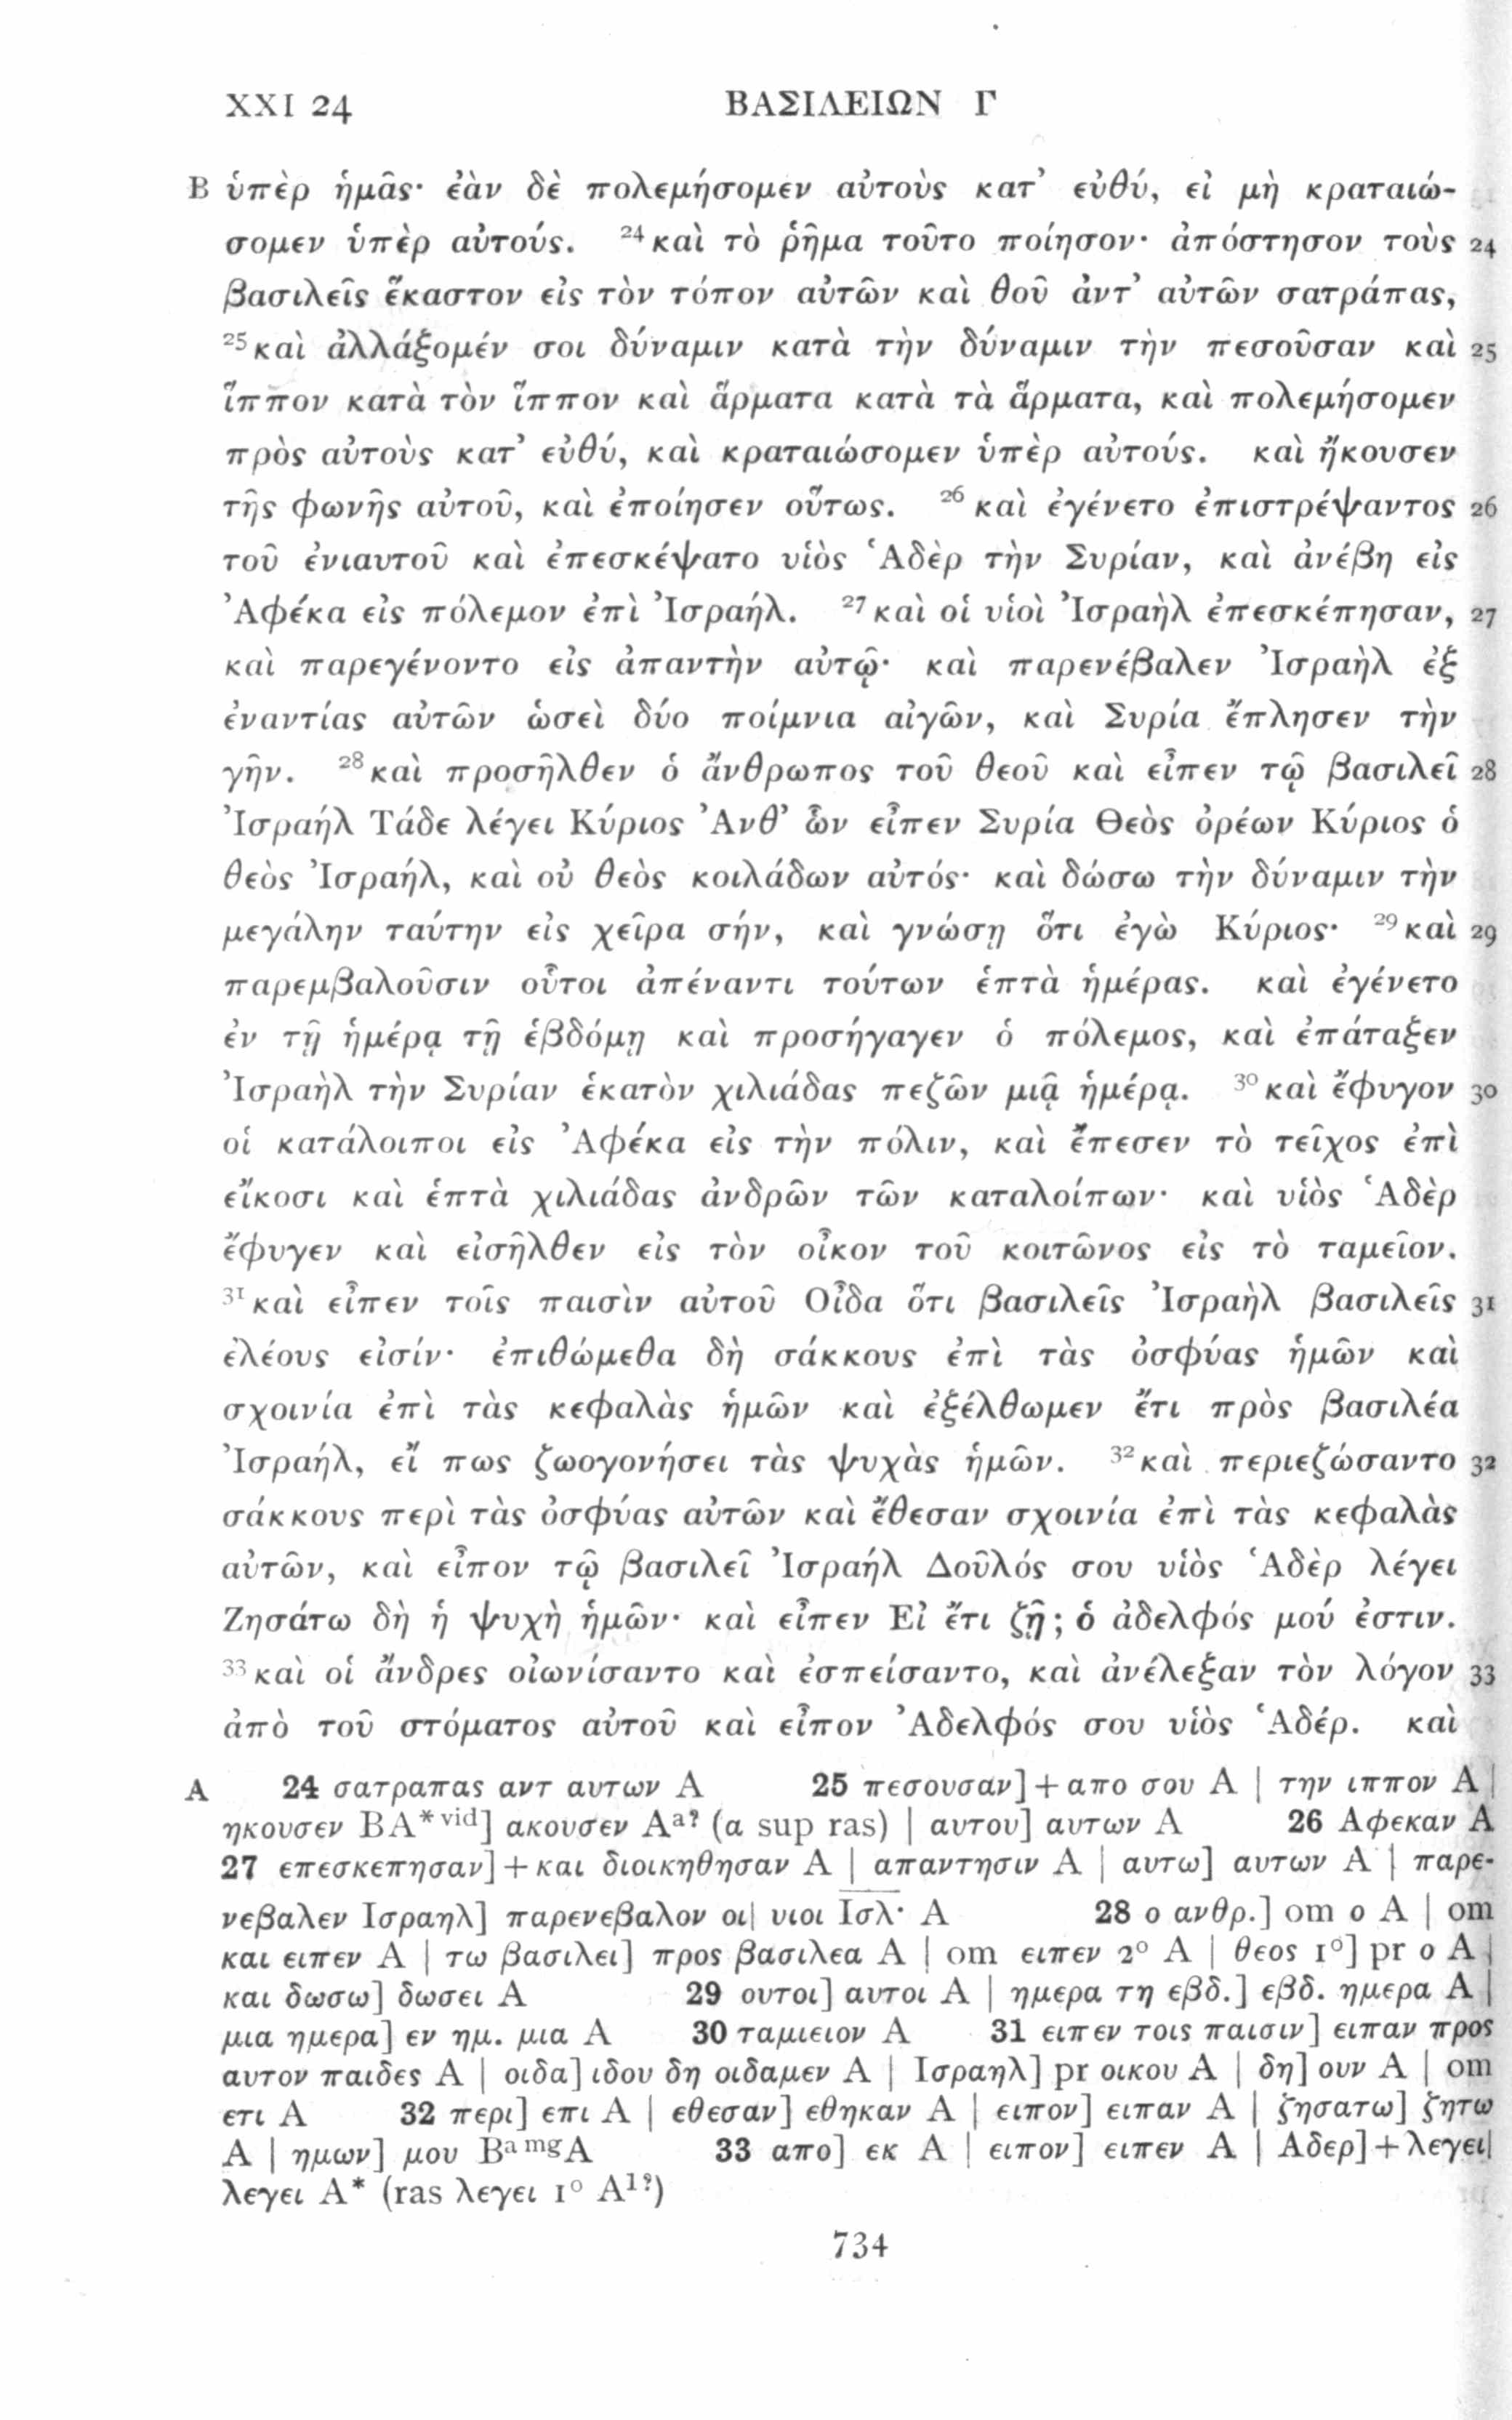 XXI 24 ΒΑΣΙΛΕΙΩΝ Γ
B ὑπὲρ ἡμᾶς· ἐὰν δὲ πολεμήσομεν αὐτοὺς κατ’ εὐθύ, εἰ μὴ κραταιώ-
σομεν ὑπὲρ αὐτούς. ²⁴καὶ τὸ ῥῆμα τοῦτο ποίησον· ἀπόστησον τοὺς 24
βασιλεῖς ἕκαστον εἰς τὸν τόπον αὐτῶν καὶ θοῦ ἀντ’ αὐτῶν σατράπας,
²⁵καὶ ἀλλάξομέν σοι δύναμιν κατὰ τὴν δύναμιν τὴν πεσοῦσαν καὶ 25
ἵππον κατὰ τὸν ἵππον καὶ ἅρματα κατὰ τὰ ἅρματα, καὶ πολεμήσομεν
πρὸς αὐτοὺς κατ’ εὐθύ, καὶ κραταιώσομεν ὑπὲρ αὐτούς. καὶ ἤκουσεν
τῆς φωνῆς αὐτοῦ, καὶ ἐποίησεν οὕτως. ²⁶καὶ ἐγένετο ἐπιστρέψαντος 26
τοῦ ἐνιαυτοῦ καὶ ἐπεσκέψατο υἱὸς Ἁδὲρ τὴν Συρίαν, καὶ ἀνέβη εἰς
Ἀφέκα εἰς πόλεμον ἐπὶ Ἰσραήλ. ²⁷καὶ οἱ υἱοὶ Ἰσραὴλ ἐπεσκέπησαν, 27
καὶ παρεγένοντο εἰς ἀπαντὴν αὐτῷ· καὶ παρενέβαλεν Ἰσραὴλ ἐξ
ἐναντίας αὐτῶν ὡσεὶ δύο ποίμνια αἰγῶν, καὶ Συρία ἔπλησεν τὴν
γῆν. ²⁸καὶ προσῆλθεν ὁ ἄνθρωπος τοῦ θεοῦ καὶ εἶπεν τῷ βασιλεῖ 28
Ἰσραήλ Τάδε λέγει Κύριος Ἀνθ’ ὧν εἶπεν Συρία Θεὸς ὀρέων Κύριος ὁ
θεὸς Ἰσραήλ, καὶ οὐ θεὸς κοιλάδων αὐτός· καὶ δώσω τὴν δύναμιν τὴν
μεγάλην ταύτην εἰς χεῖρα σήν, καὶ γνώσῃ ὅτι ἐγὼ Κύριος· ²⁹καὶ 29
παρεμβαλοῦσιν οὗτοι ἀπέναντι τούτων ἑπτὰ ἡμέρας. καὶ ἐγένετο
ἐν τῇ ἡμέρᾳ τῇ ἑβδόμῃ καὶ προσήγαγεν ὁ πόλεμος, καὶ ἐπάταξεν
Ἰσραὴλ τὴν Συρίαν ἑκατὸν χιλιάδας πεζῶν μιᾷ ἡμέρᾳ. ³⁰καὶ ἔφυγον 30
οἱ κατάλοιποι εἰς Ἀφέκα εἰς τὴν πόλιν, καὶ ἔπεσεν τὸ τεῖχος ἐπὶ
εἴκοσι καὶ ἑπτὰ χιλιάδας ἀνδρῶν τῶν καταλοίπων· καὶ υἱὸς Ἁδὲρ
ἔφυγεν καὶ εἰσῆλθεν εἰς τὸν οἶκον τοῦ κοιτῶνος εἰς τὸ ταμεῖον.
³¹καὶ εἶπεν τοῖς παισὶν αὐτοῦ Οἶδα ὅτι βασιλεῖς Ἰσραὴλ βασιλεῖς 31
ἐλέους εἰσίν· ἐπιθώμεθα δὴ σάκκους ἐπὶ τὰς ὀσφύας ἡμῶν καὶ
σχοινία ἐπὶ τὰς κεφαλὰς ἡμῶν καὶ ἐξέλθωμεν ἔτι πρὸς βασιλέα
Ἰσραήλ, εἴ πως ζωογονήσει τὰς ψυχὰς ἡμῶν. ³²καὶ περιεζώσαντο 32
σάκκους περὶ τὰς ὀσφύας αὐτῶν καὶ ἔθεσαν σχοινία ἐπὶ τὰς κεφαλὰς
αὐτῶν, καὶ εἶπον τῷ βασιλεῖ Ἰσραήλ Δοῦλός σου υἱὸς Ἁδὲρ λέγει
Ζησάτω δὴ ἡ ψυχὴ ἡμῶν· καὶ εἶπεν Εἰ ἔτι ζῇ; ὁ ἀδελφός μού ἐστιν.
³³καὶ οἱ ἄνδρες οἰωνίσαντο καὶ ἐσπείσαντο, καὶ ἀνέλεξαν τὸν λόγον 33
ἀπὸ τοῦ στόματος αὐτοῦ καὶ εἶπον Ἀδελφός σου υἱὸς Ἁδέρ. καὶ
A 24 σατραπας αντ αυτων A 25 πεσουσαν] + απο σου A | την ιππον A |
ηκουσεν BA*ᵛⁱᵈ] ακουσεν Aᵃ? (α sup ras) | αυτου] αυτων A 26 Αφεκαν A
27 επεσκεπησαν] + και διοικηθησαν A | απαντησιν A | αυτω] αυτων A | παρε-
νεβαλεν Ισραηλ] παρενεβαλον οι| υιοι Ισλ· A 28 ο ανθρ.] om ο A | om
και ειπεν A | τω βασιλει] προς βασιλεα A | om ειπεν 2° A | θεος 1°] pr ο A |
και δωσω] δωσει A 29 ουτοι] αυτοι A | ημερα τη εβδ.] εβδ. ημερα A |
μια ημερα] εν ημ. μια A 30 ταμιειον A 31 ειπεν τοις παισιν] ειπαν προς
αυτον παιδες A | οιδα] ιδου δη οιδαμεν A | Ισραηλ] pr οικου A | δη] ουν A | om
ετι A 32 περι] επι A | εθεσαν] εθηκαν A | ειπον] ειπαν A | ζησατω] ζητω
A | ημων] μου Bᵃ ᵐᵍA 33 απο] εκ A | ειπον] ειπεν A | Αδερ] + λεγει|
λεγει A* (ras λεγει 1° A¹?)
734